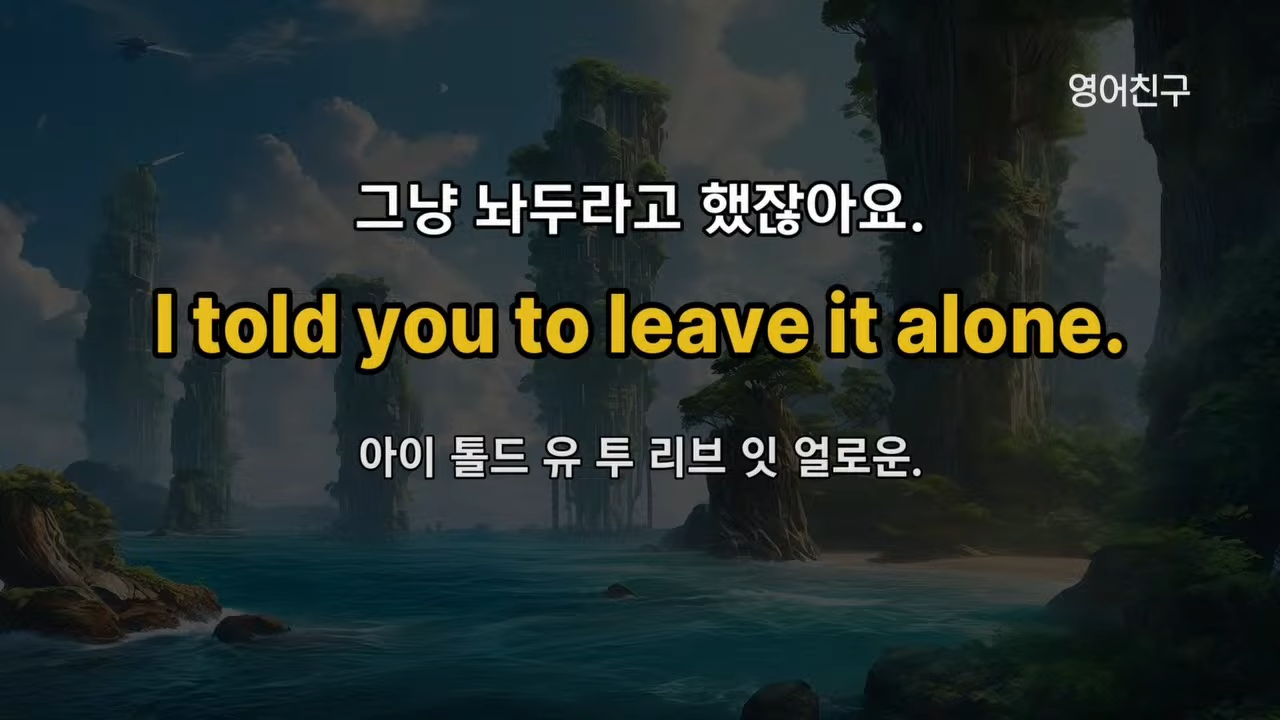 영어친구
그냥 놔두라고 했잖아요.
I told you to leave it alone.
아이 톨드 유 투 리브 잇 얼로운.